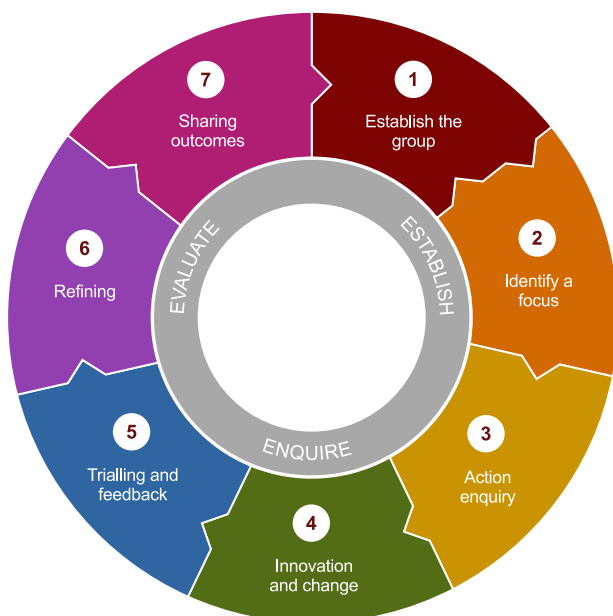 1
Establish the
group
2
Identify a
focus
3
Action
enquiry
4
Innovation
and change
5
Trialling and
feedback
6
Refining
7
Sharing
outcomes
ESTABLISH
ENQUIRE
EVALUATE